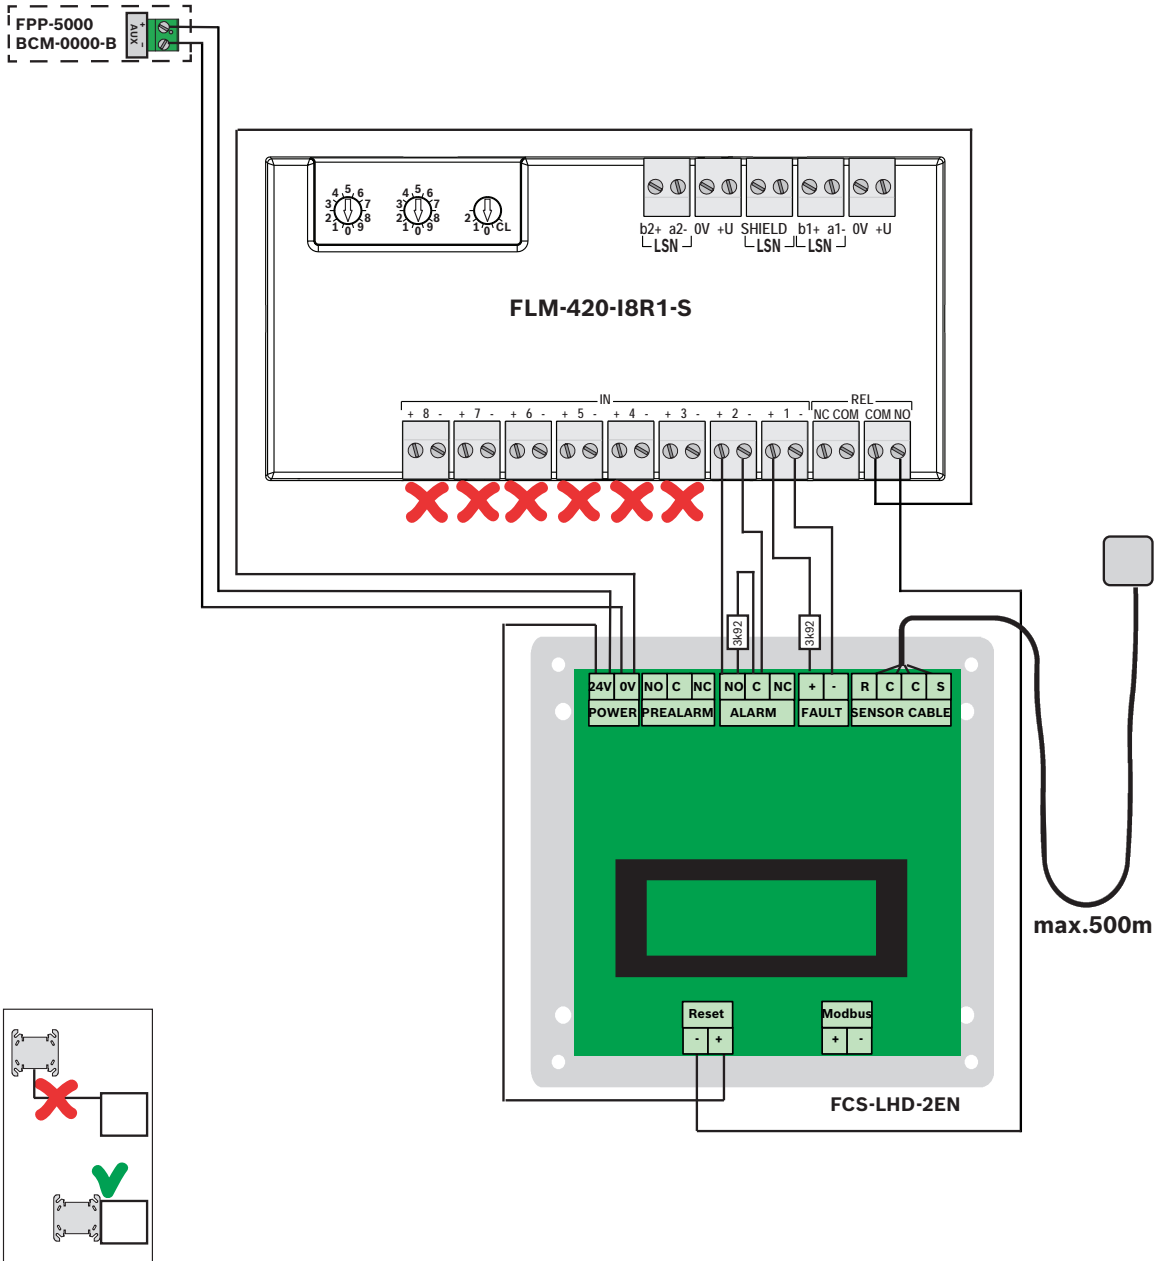 FPP-5000
BCM-0000-B
+ AUX -
4 5 6
3 7
2 8
1 0 9
4 5 6
3 7
2 8
1 0 9
2 1 0 CL
b2+ a2- 0V +U SHIELD b1+ a1- 0V +U
LSN LSN LSN
FLM-420-I8R1-S
IN REL
+ 8 - + 7 - + 6 - + 5 - + 4 - + 3 - + 2 - + 1 - NC COM COM NO
3k92 3k92
24V 0V NO C NC NO C NC + - R C C S
POWER PREALARM ALARM FAULT SENSOR CABLE
max.500m
Reset Modbus
- + + -
FCS-LHD-2EN